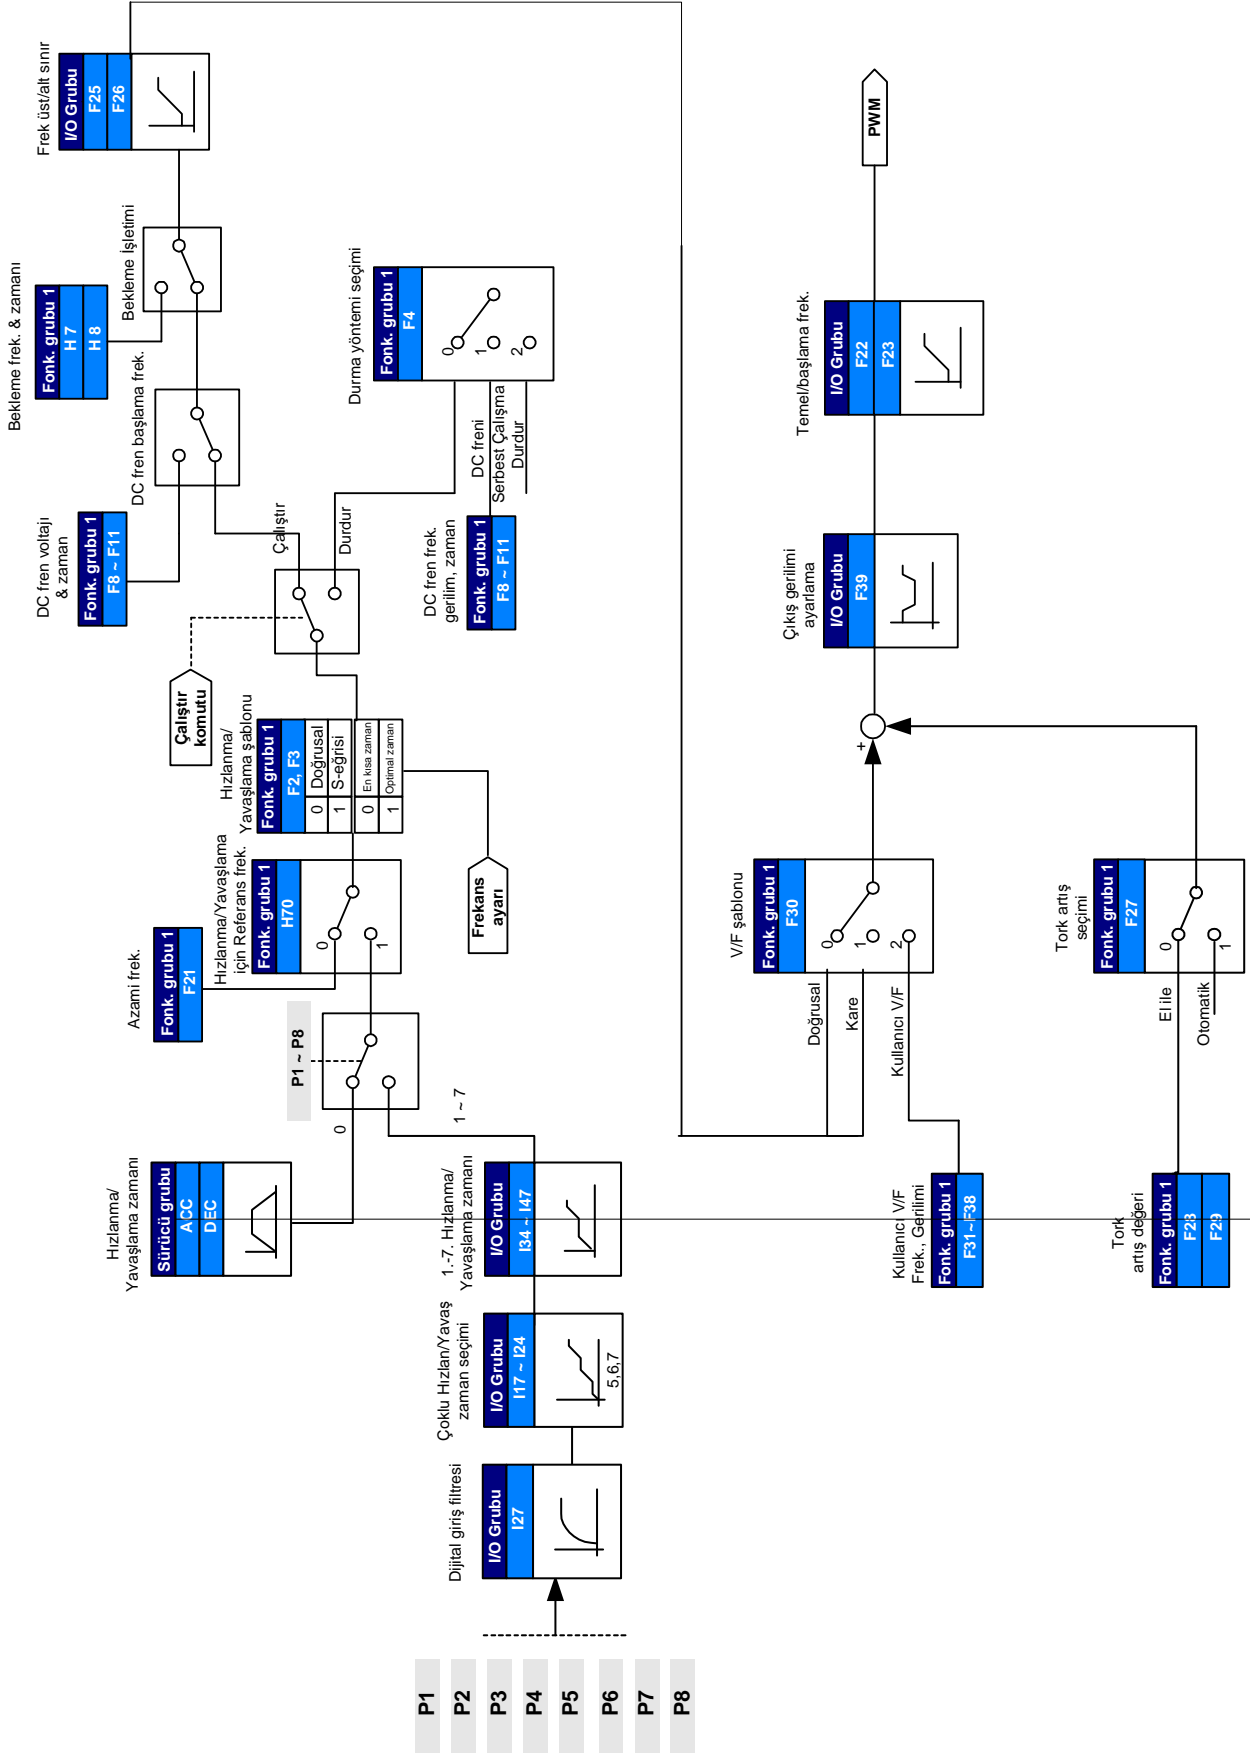 P1
P2
P3
P4
P5
P6
P7
P8
Dijital giriş filtresi
I/O Grubu
I27
Çoklu Hızlan/Yavaş
zaman seçimi
I/O Grubu
I17 ~ I24
5,6,7
1.-7. Hızlanma/
Yavaşlama zamanı
I/O Grubu
I34 ~ I47
Hızlanma/
Yavaşlama zamanı
Sürücü grubu
ACC
DEC
0
1 ~ 7
P1 ~ P8
Azami frek.
Fonk. grubu 1
F21
Hızlanma/Yavaşlama
için Referans frek.
Fonk. grubu 1
H70
0
1
Frekans
ayarı
Hızlanma/
Yavaşlama şablonu
Fonk. grubu 1
F2, F3
0 Doğrusal
1 S-eğrisi
0 En kısa zaman
1 Optimal zaman
Çalıştır
komutu
Çalıştır
Durdur
DC fren voltajı
& zaman
Fonk. grubu 1
F8 ~ F11
DC fren başlama frek.
Bekleme frek. & zamanı
Fonk. grubu 1
H 7
H 8
Bekleme İşletimi
Frek üst/alt sınır
I/O Grubu
F25
F26
DC fren frek.
gerilim, zaman
Fonk. grubu 1
F8 ~ F11
DC freni
Serbest Çalışma
Durdur
Durma yöntemi seçimi
Fonk. grubu 1
F4
0
1
2
Kullanıcı V/F
Frek., Gerilimi
Fonk. grubu 1
F31~F38
Doğrusal
Kare
Kullanıcı V/F
V/F şablonu
Fonk. grubu 1
F30
0
1
2
+
Çıkış gerilimi
ayarlama
I/O Grubu
F39
Temel/başlama frek.
I/O Grubu
F22
F23
PWM
Tork
artış değeri
Fonk. grubu 1
F28
F29
El ile
Otomatik
Tork artış
seçimi
Fonk. grubu 1
F27
0
1